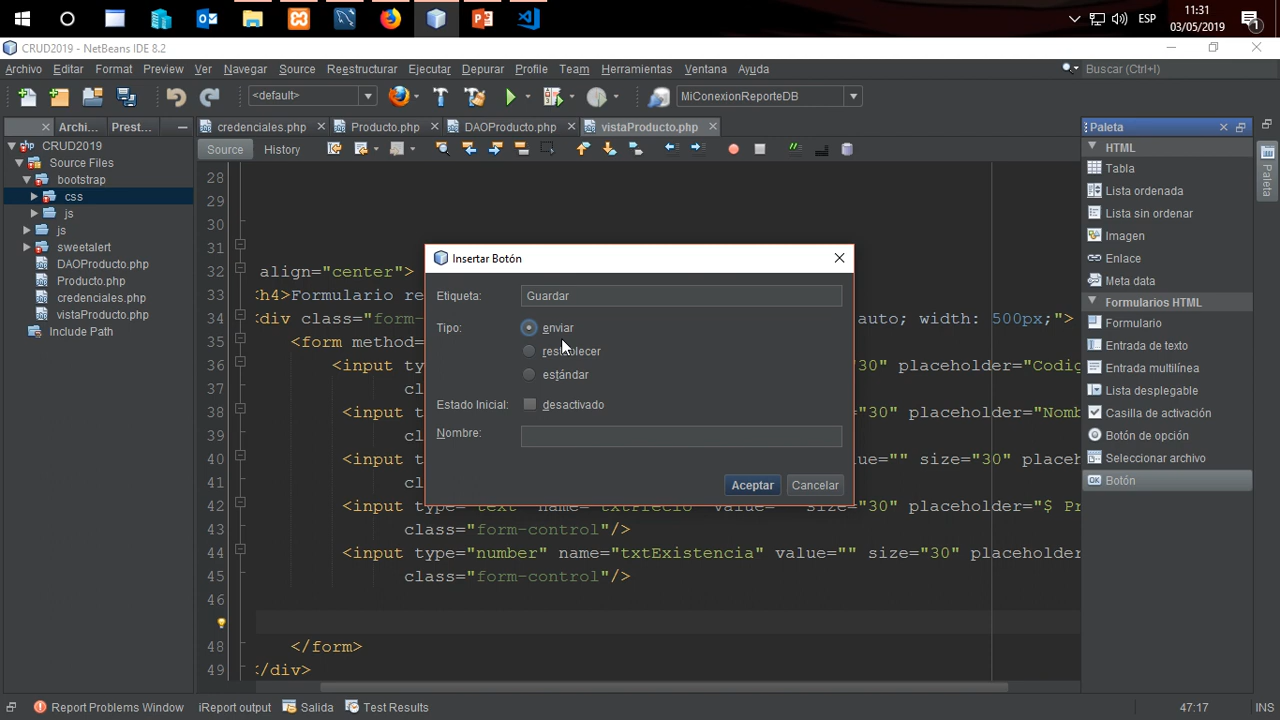 ESP
11:31
03/05/2019
1
CRUD2019 - NetBeans IDE 8.2
Archivo Editar Format Preview Ver Navegar Source Reestructurar Ejecutar Depurar Profile Team Herramientas Ventana Ayuda
Buscar (Ctrl+I)
<default>
MiConexionReporteDB
Archi... Prest...
credenciales.php Producto.php DAOProducto.php vistaProducto.php
Paleta
Source History
CRUD2019
Source Files
bootstrap
css
js
js
sweetalert
DAOProducto.php
Producto.php
credenciales.php
vistaProducto.php
Include Path
28
29
30
31
32 align="center">
33 h4>Formulario re
34 div class="form- auto; width: 500px;">
35 <form method=
36 <input ty 30" placeholder="Codig
37 cl
38 <input t ="30" placeholder="Nomb
39 cl
40 <input t ue="" size="30" placeh
41 cl
42 <input type="text" name="txtPrecio" value="" size="30" placeholder="$ Pr
43 class="form-control"/>
44 <input type="number" name="txtExistencia" value="" size="30" placeholder
45 class="form-control"/>
46
48 </form>
49 </div>
Insertar Botón
Etiqueta: Guardar
Tipo: enviar
restablecer
estándar
Estado Inicial: desactivado
Nombre:
Aceptar Cancelar
HTML
Tabla
Lista ordenada
Lista sin ordenar
Imagen
Enlace
Meta data
Formularios HTML
Formulario
Entrada de texto
Entrada multilínea
Lista desplegable
Casilla de activación
Botón de opción
Seleccionar archivo
OK Botón
Paleta
Report Problems Window iReport output Salida Test Results
47:17 INS